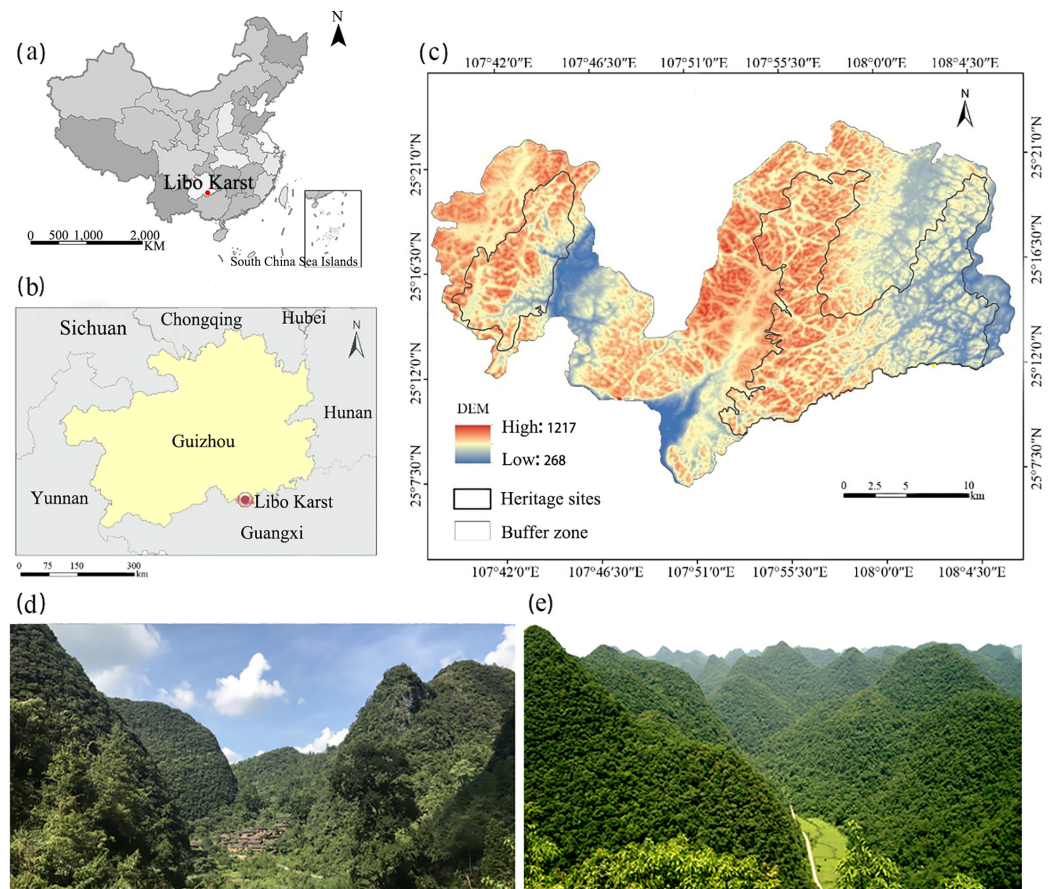 (a)
N
Libo Karst
0 500 1,000 2,000
KM
South China Sea Islands
(b)
Sichuan
Chongqing
Hubei
N
Hunan
Guizhou
Yunnan
Libo Karst
Guangxi
0 75 150 300
km
(c)
107°42'0"E 107°46'30"E 107°51'0"E 107°55'30"E 108°0'0"E 108°4'30"E
N
25°21'0"N
25°16'30"N
25°12'0"N
25°7'30"N
25°21'0"N
25°16'30"N
25°12'0"N
25°7'30"N
DEM
High: 1217
Low: 268
Heritage sites
Buffer zone
0 2.5 5 10
km
107°42'0"E 107°46'30"E 107°51'0"E 107°55'30"E 108°0'0"E 108°4'30"E
(d)
(e)